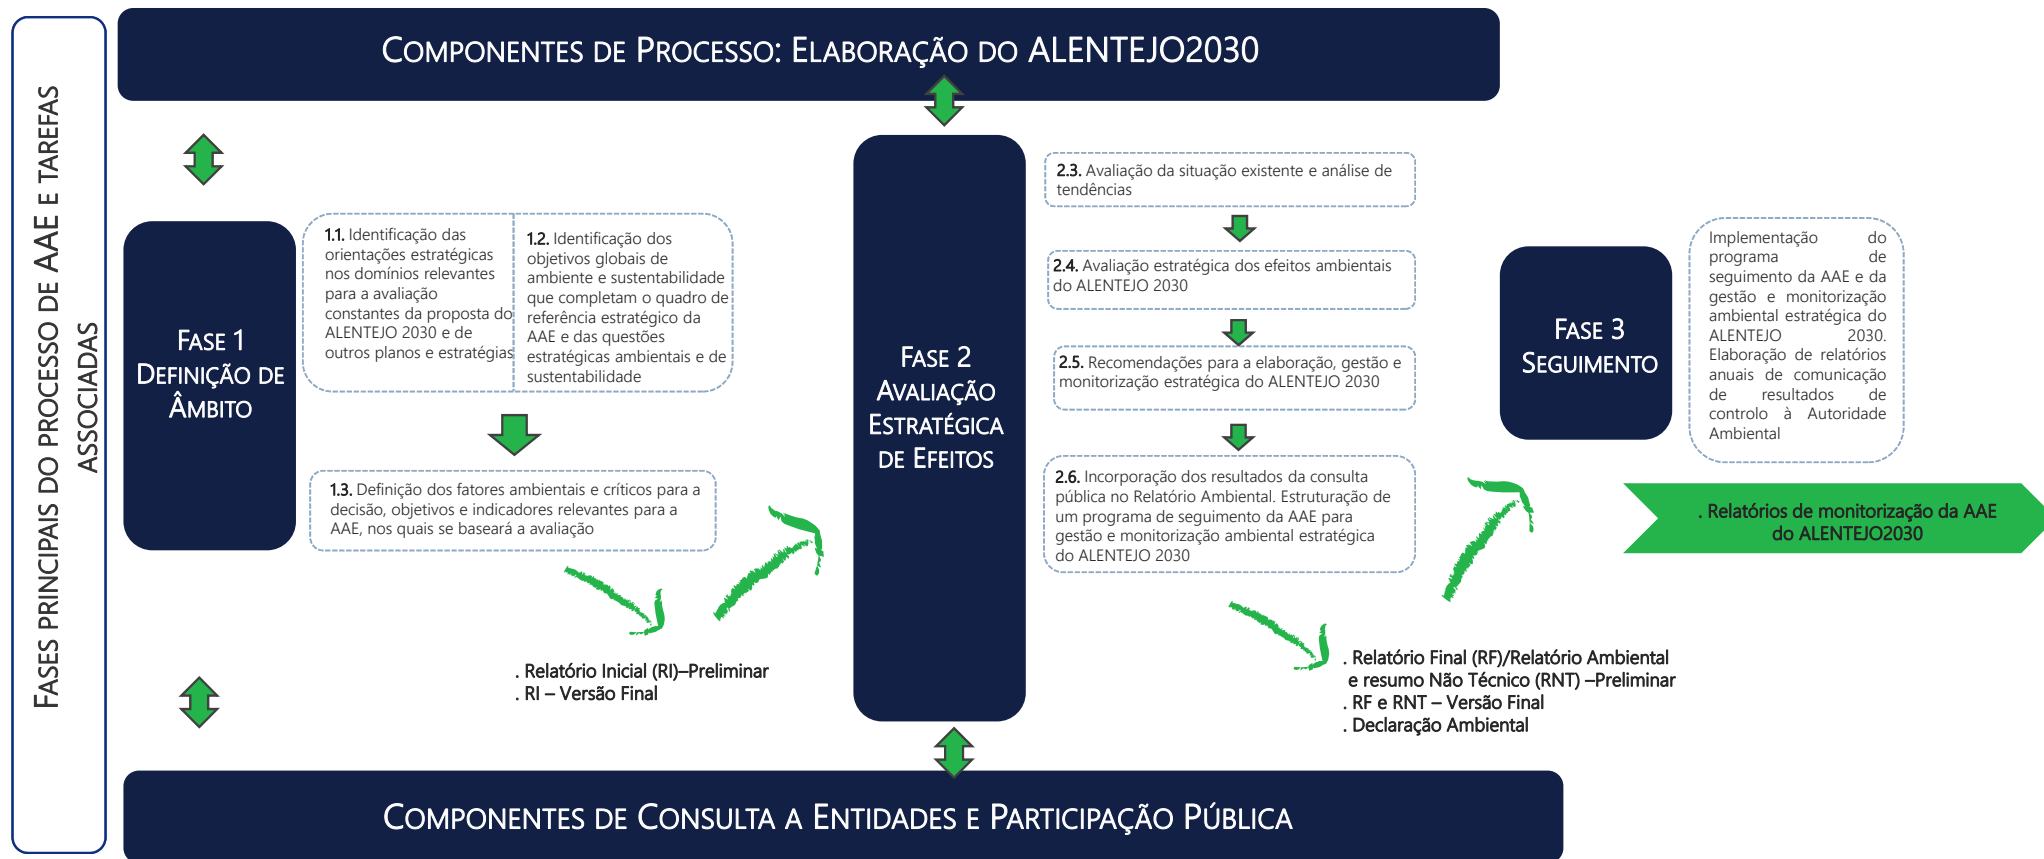 FASES PRINCIPAIS DO PROCESSO DE AAE E TAREFAS
ASSOCIADAS
COMPONENTES DE PROCESSO: ELABORAÇÃO DO ALENTEJO2030
FASE 1
DEFINIÇÃO DE
ÂMBITO
1.1. Identificação das
orientações estratégicas
nos domínios relevantes
para a avaliação
constantes da proposta do
ALENTEJO 2030 e de
outros planos e estratégias
1.2. Identificação dos
objetivos globais de
ambiente e sustentabilidade
que completam o quadro de
referência estratégico da
AAE e das questões
estratégicas ambientais e de
sustentabilidade
1.3. Definição dos fatores ambientais e críticos para a
decisão, objetivos e indicadores relevantes para a
AAE, nos quais se baseará a avaliação
. Relatório Inicial (RI)–Preliminar
. RI – Versão Final
FASE 2
AVALIAÇÃO
ESTRATÉGICA
DE EFEITOS
2.3. Avaliação da situação existente e análise de
tendências
2.4. Avaliação estratégica dos efeitos ambientais
do ALENTEJO 2030
2.5. Recomendações para a elaboração, gestão e
monitorização estratégica do ALENTEJO 2030
2.6. Incorporação dos resultados da consulta
pública no Relatório Ambiental. Estruturação de
um programa de seguimento da AAE para
gestão e monitorização ambiental estratégica
do ALENTEJO 2030
. Relatório Final (RF)/Relatório Ambiental
e resumo Não Técnico (RNT) –Preliminar
. RF e RNT – Versão Final
. Declaração Ambiental
FASE 3
SEGUIMENTO
Implementação do
programa de
seguimento da AAE e da
gestão e monitorização
ambiental estratégica do
ALENTEJO 2030.
Elaboração de relatórios
anuais de comunicação
de resultados de
controlo à Autoridade
Ambiental
. Relatórios de monitorização da AAE
do ALENTEJO2030
COMPONENTES DE CONSULTA A ENTIDADES E PARTICIPAÇÃO PÚBLICA